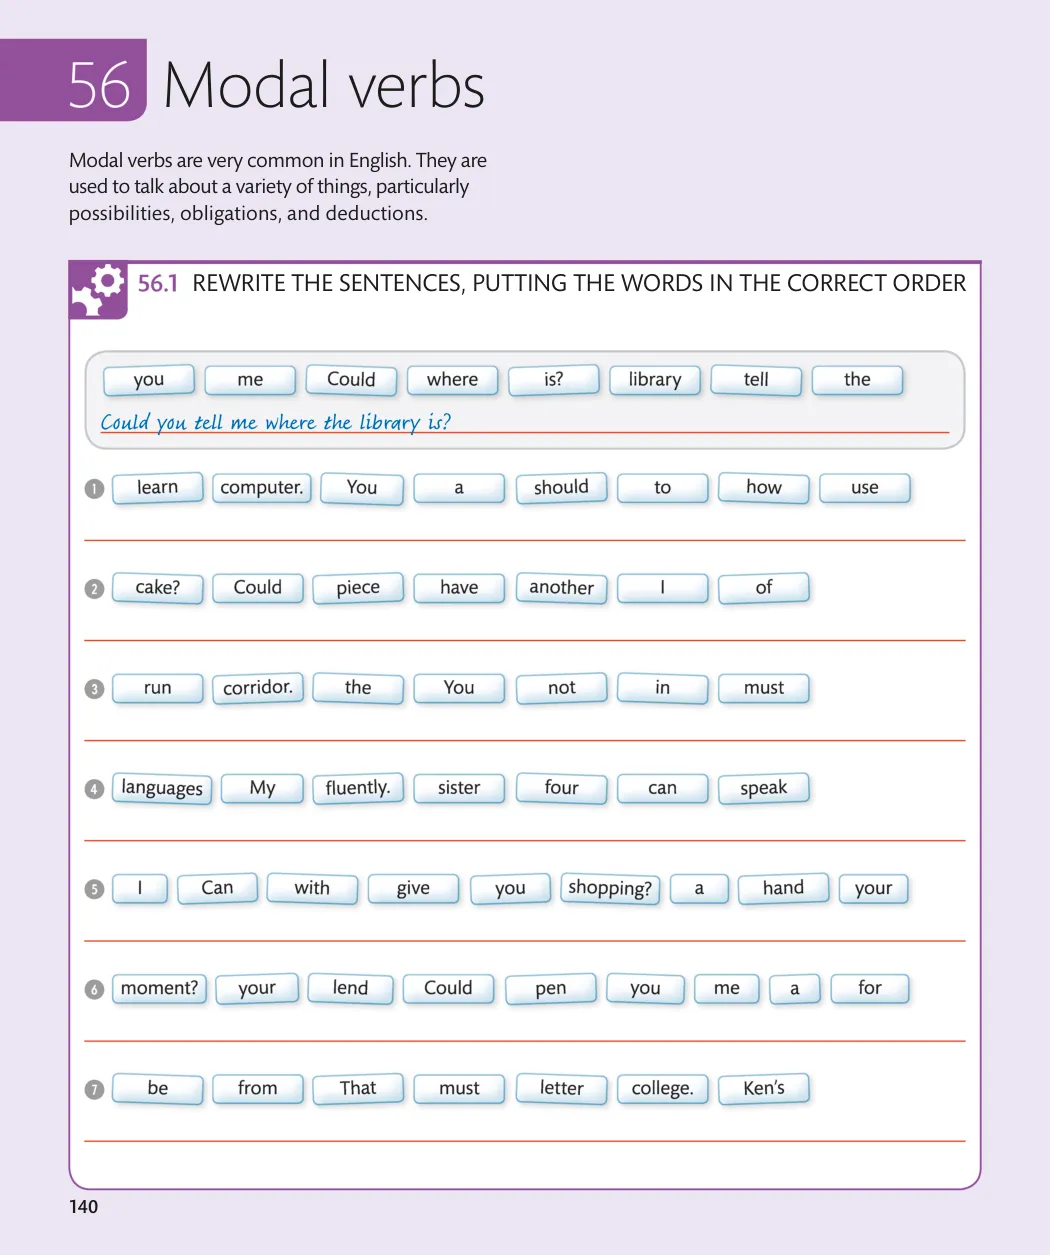 56 Modal verbs
Modal verbs are very common in English. They are
used to talk about a variety of things, particularly
possibilities, obligations, and deductions.
56.1 REWRITE THE SENTENCES, PUTTING THE WORDS IN THE CORRECT ORDER
you me Could where is? library tell the
Could you tell me where the library is?
1 learn computer. You a should to how use
2 cake? Could piece have another I of
3 run corridor. the You not in must
4 languages My fluently. sister four can speak
5 I Can with give you shopping? a hand your
6 moment? your lend Could pen you me a for
7 be from That must letter college. Ken's
140